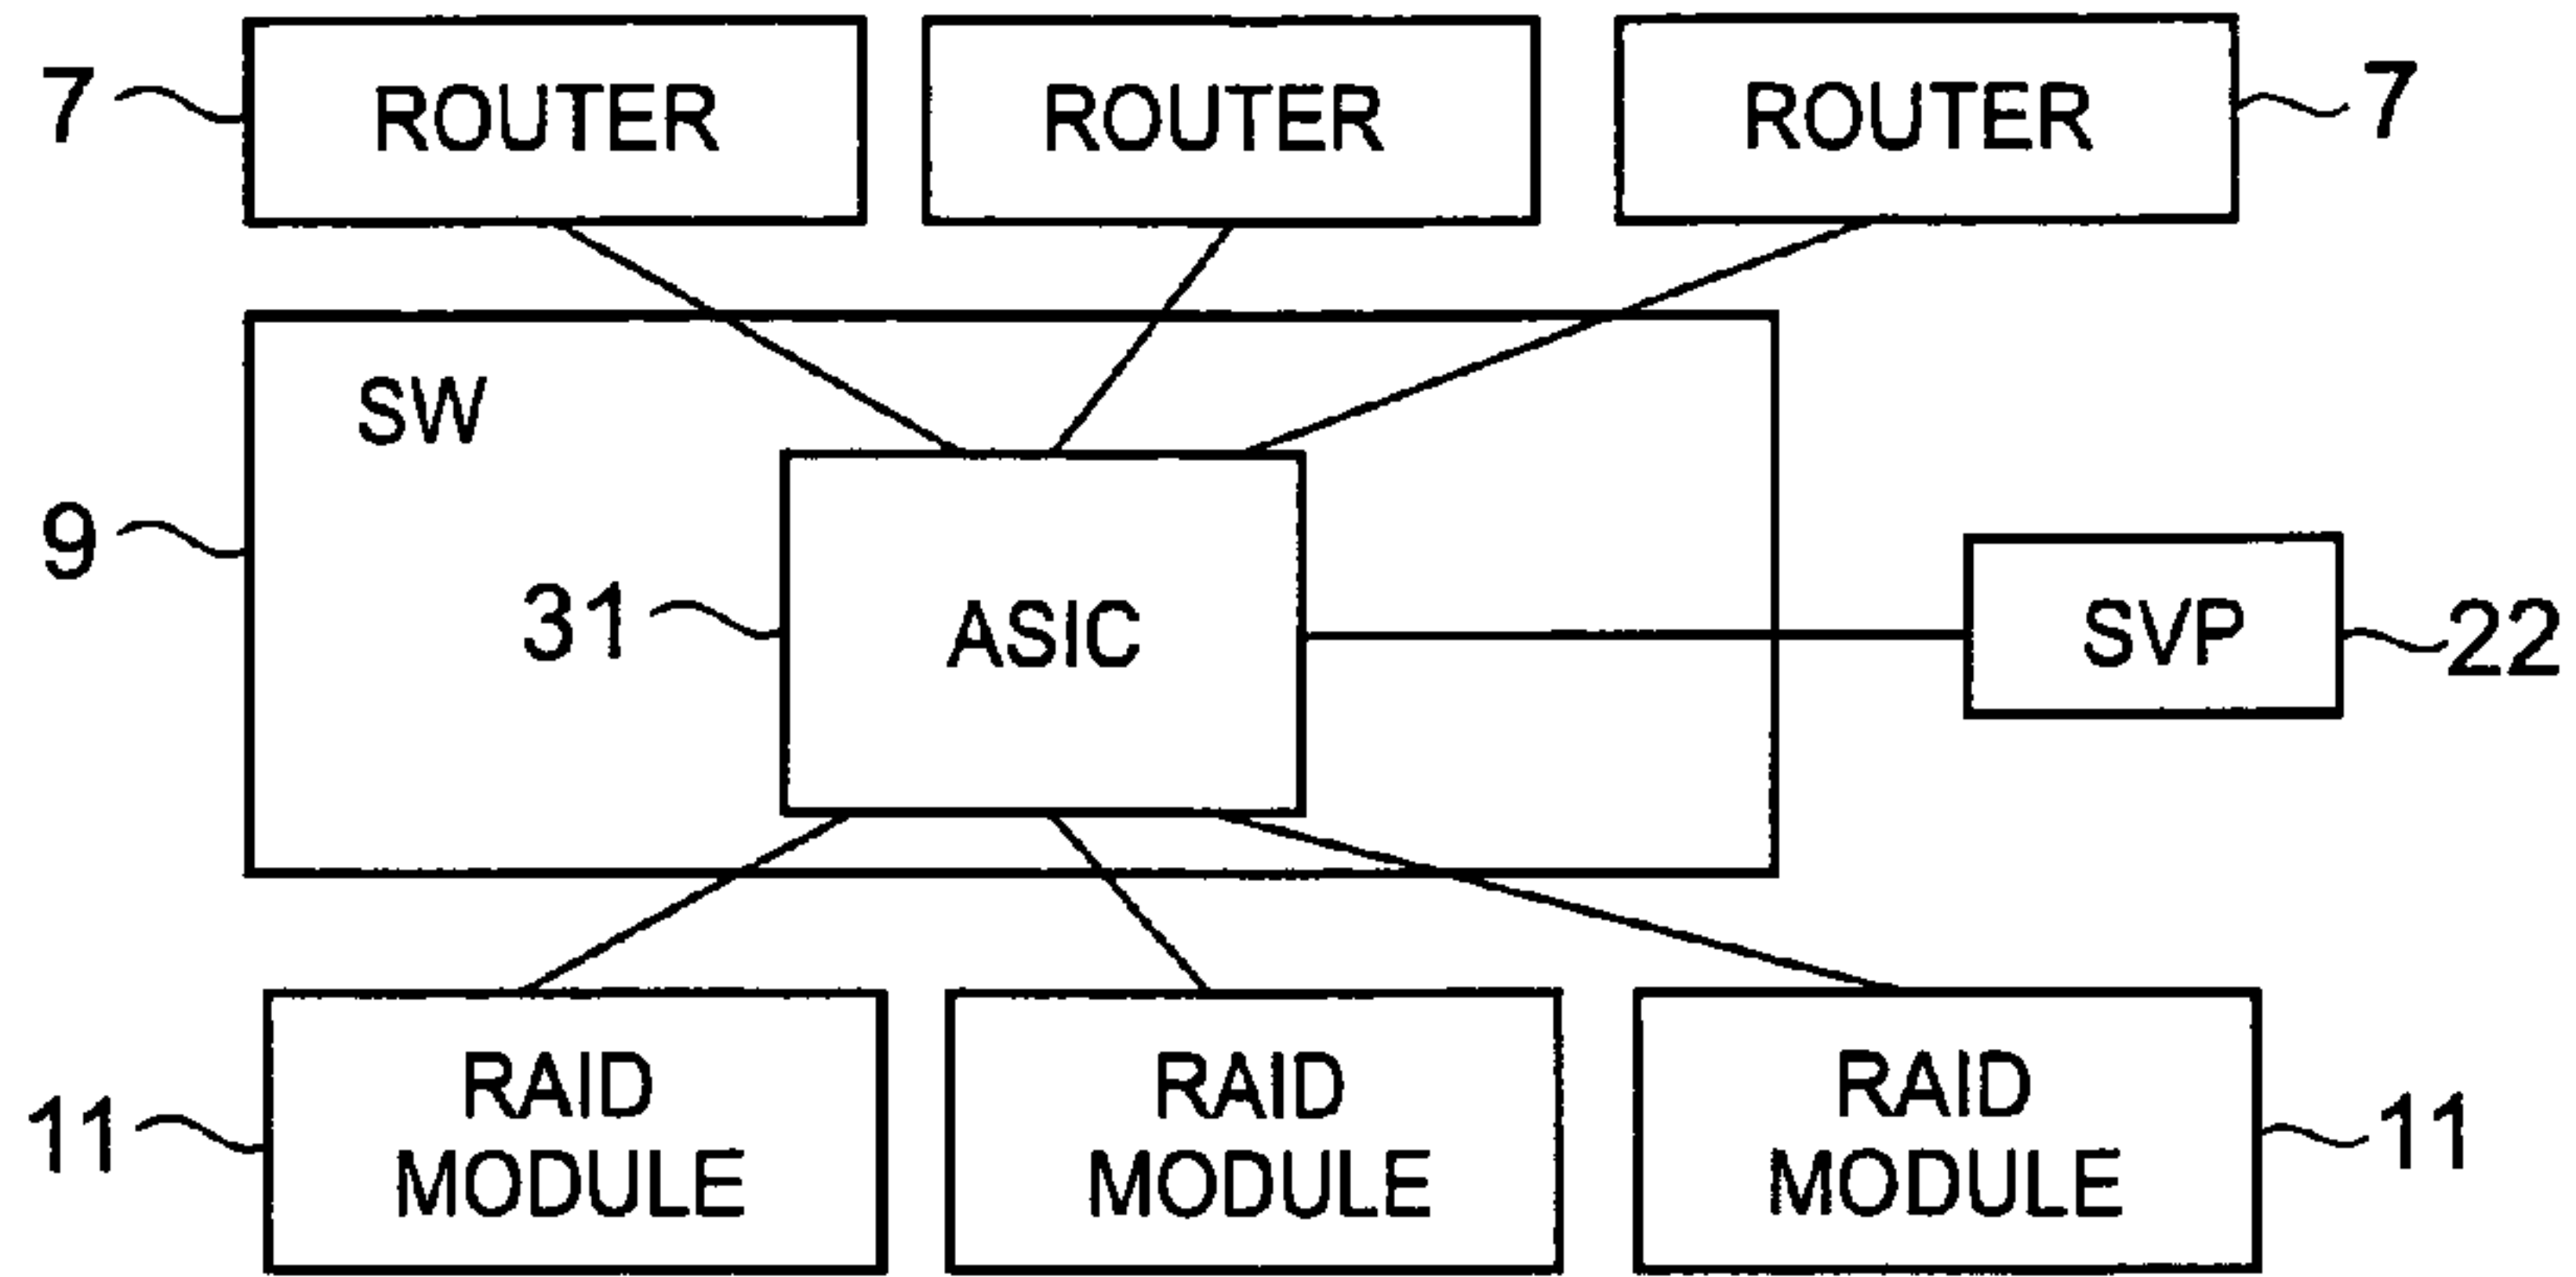 7 ROUTER ROUTER ROUTER 7
SW
9
31 ASIC SVP 22
RAID RAID RAID
11 11
MODULE MODULE MODULE